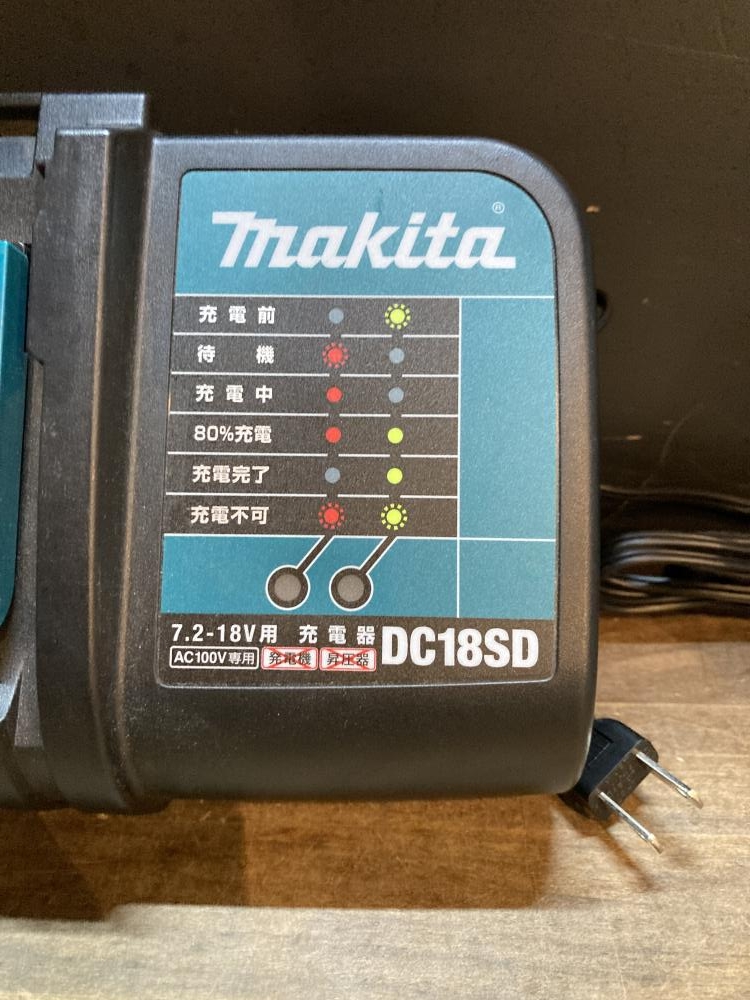 makita®
充電前
待機
充電中
80%充電
充電完了
充電不可
7.2-18V用 充電器 DC18SD
AC100V専用 発電機 昇圧器